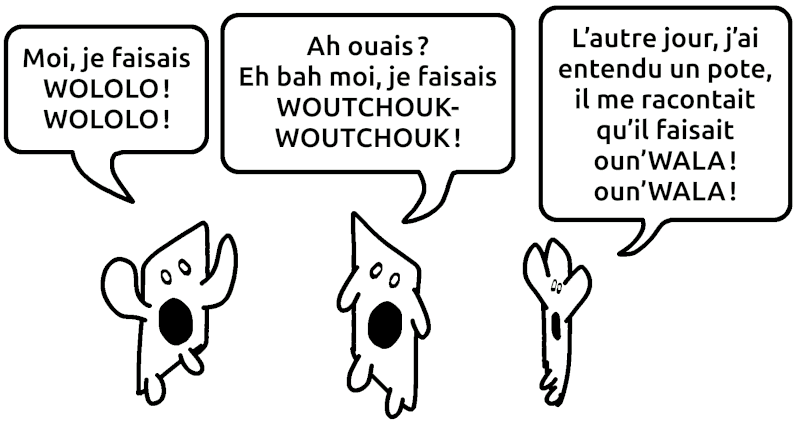 Moi, je faisais
WOLOLO !
WOLOLO !
Ah ouais ?
Eh bah moi, je faisais
WOUTCHOUK-
WOUTCHOUK !
L’autre jour, j’ai
entendu un pote,
il me racontait
qu’il faisait
oun’WALA !
oun’WALA !